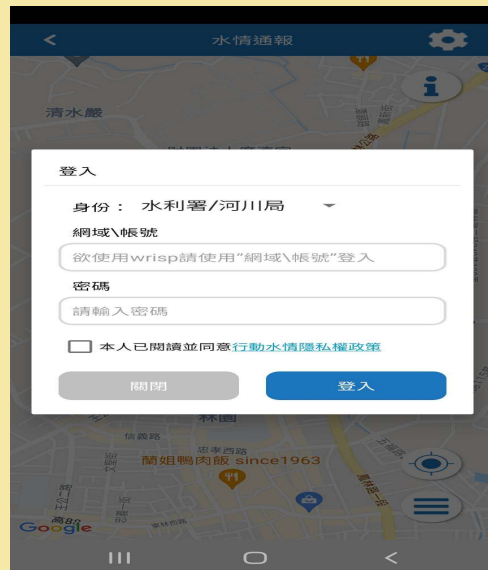 水情通報
清水巖
登入
身份： 水利署/河川局
網域\帳號
欲使用wrisp請使用"網域\帳號"登入
密碼
請輸入密碼
本人已閱讀並同意行動水情隱私權政策
關閉 登入
林園
信義路
忠孝西路
蘭姐鴨肉飯 since1963
Google